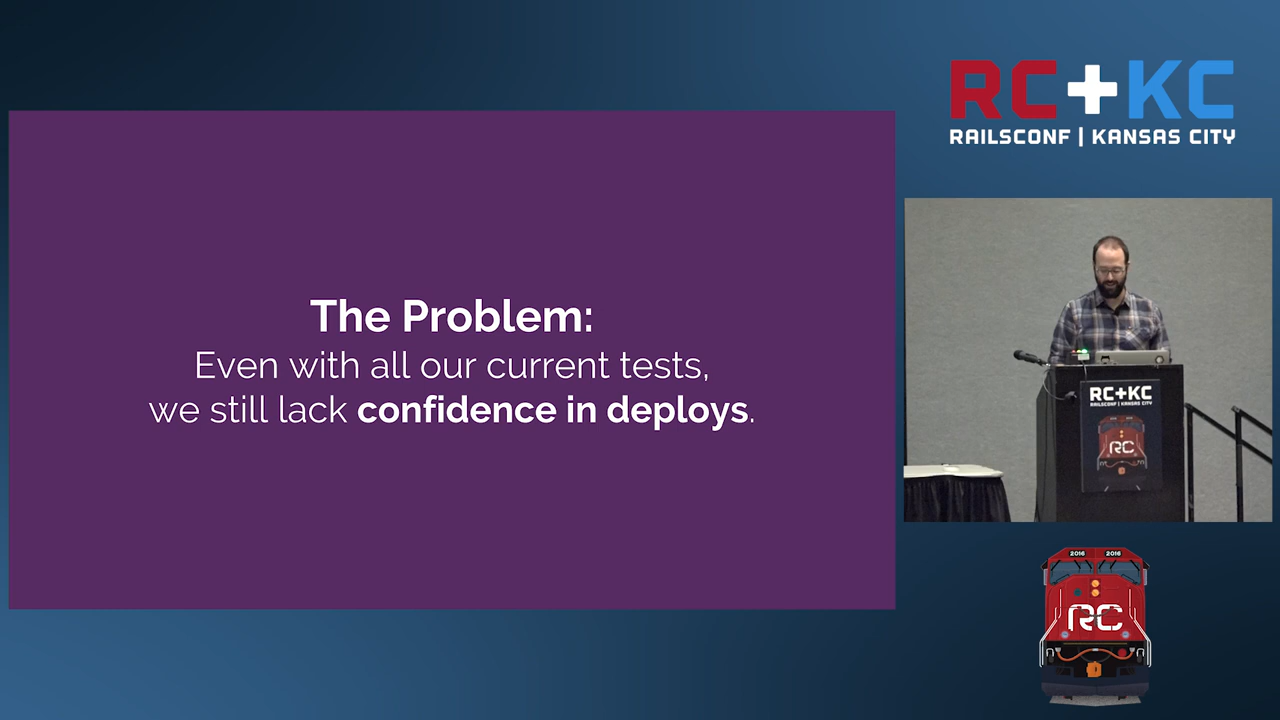 The Problem:
Even with all our current tests,
we still lack confidence in deploys.
RC+KC
RAILSCONF | KANSAS CITY
RC+KC
RAILSCONF | KANSAS CITY
RC
2016 2016
RC